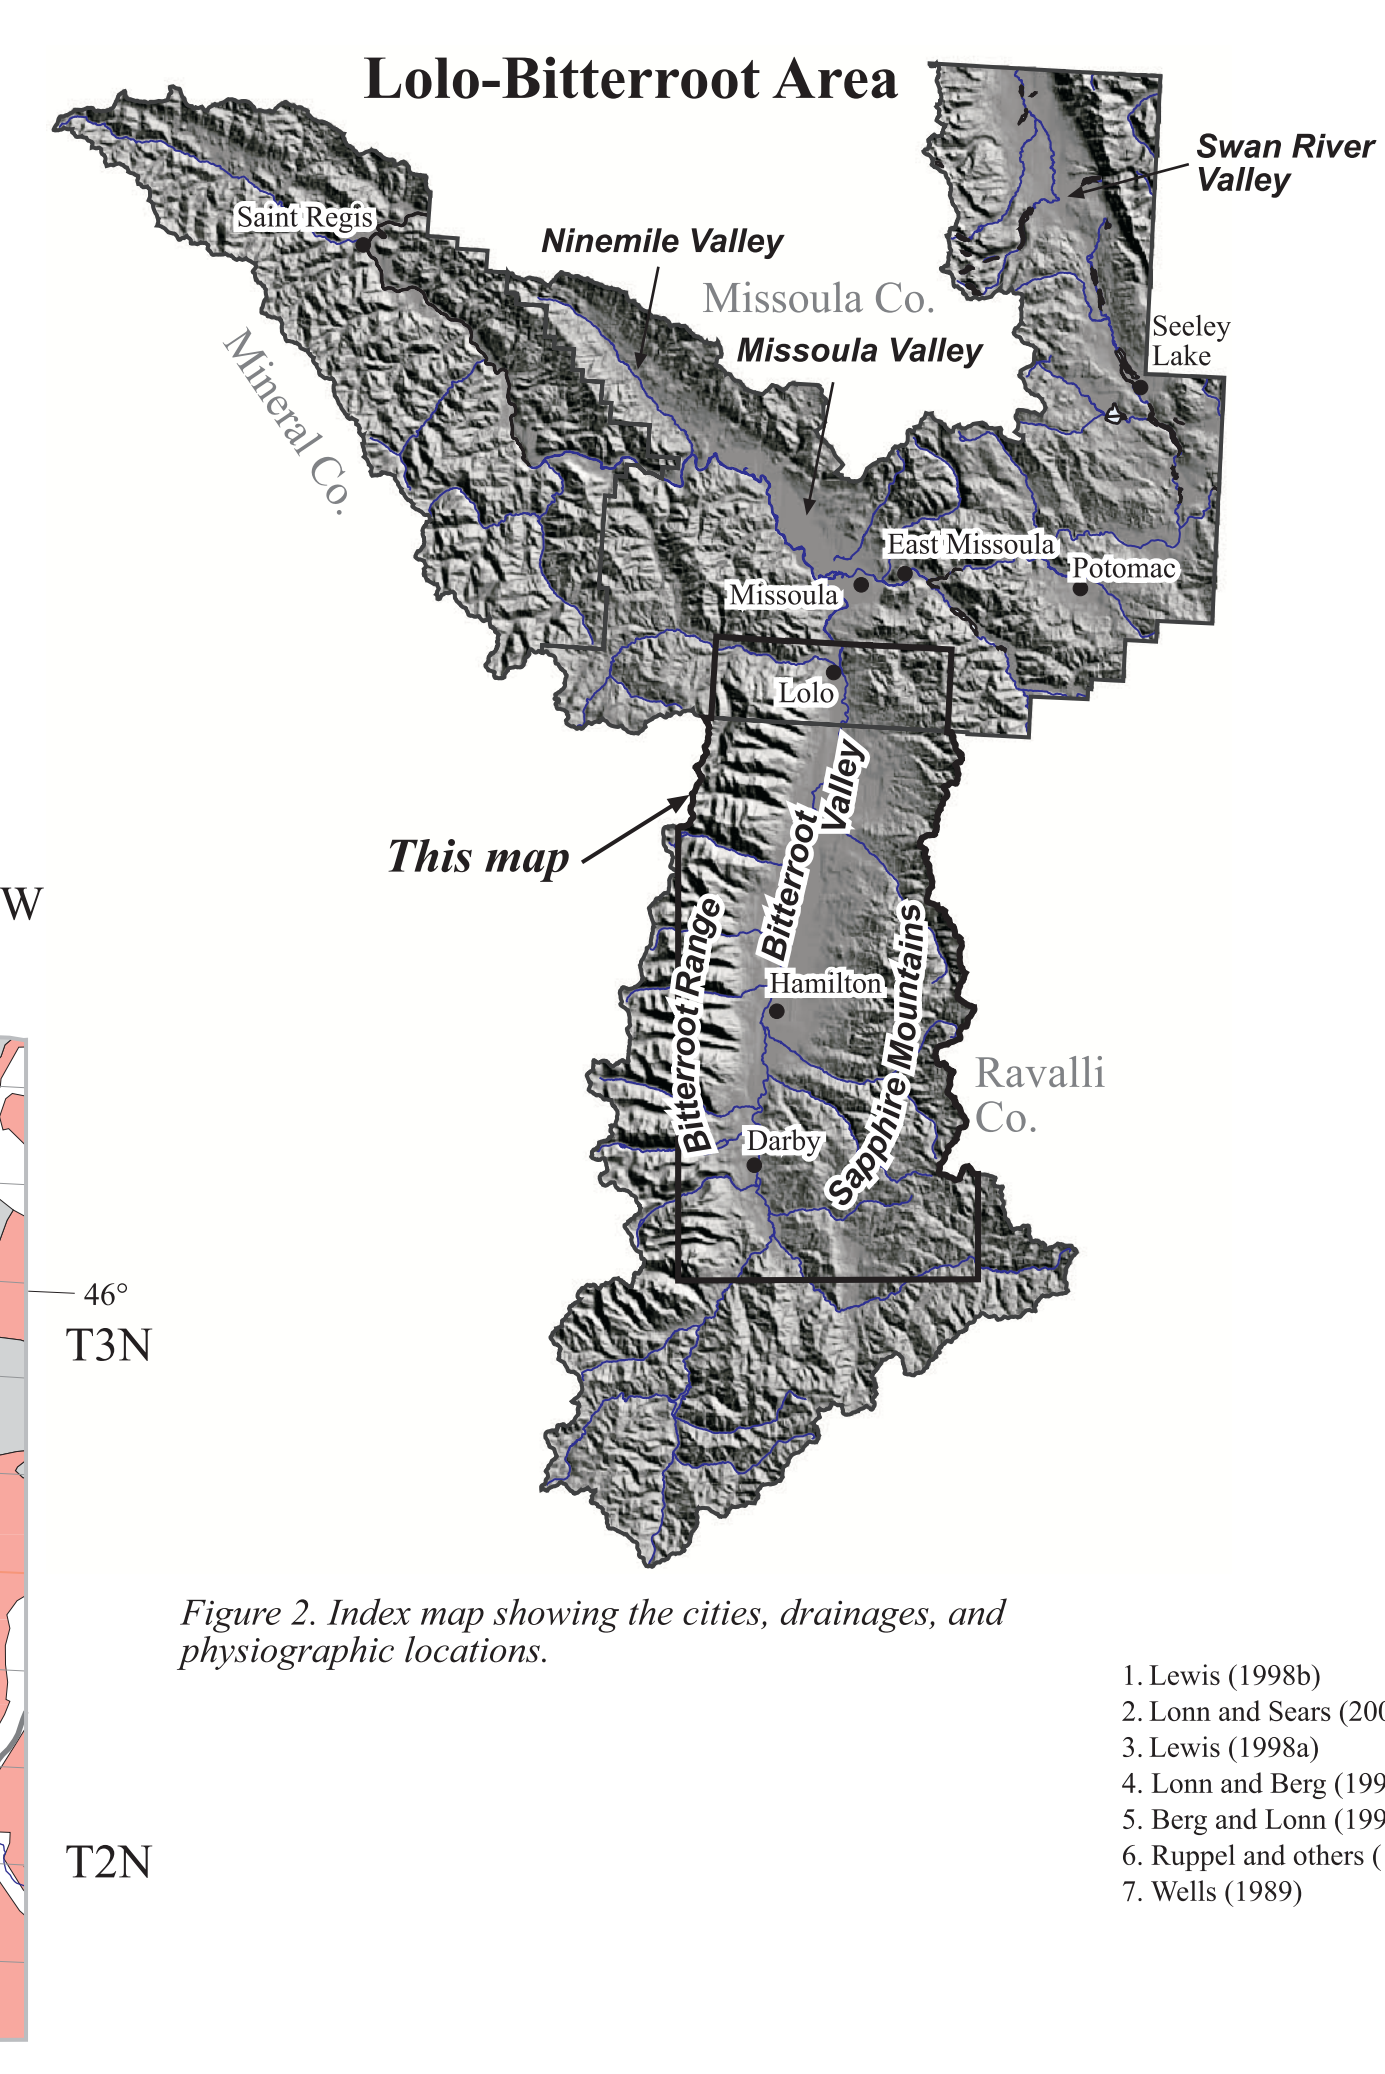 Lolo-Bitterroot Area
Swan River
Valley
Saint Regis
Ninemile Valley
Missoula Co.
Missoula Valley
Seeley
Lake
Mineral Co.
East Missoula
Potomac
Missoula
Lolo
This map
Bitterroot
Valley
W
Bitterroot Range
Sapphire Mountains
Hamilton
Ravalli
Co.
Darby
46°
T3N
Figure 2. Index map showing the cities, drainages, and
physiographic locations.
1. Lewis (1998b)
2. Lonn and Sears (200
3. Lewis (1998a)
4. Lonn and Berg (199
5. Berg and Lonn (199
6. Ruppel and others (
7. Wells (1989)
T2N